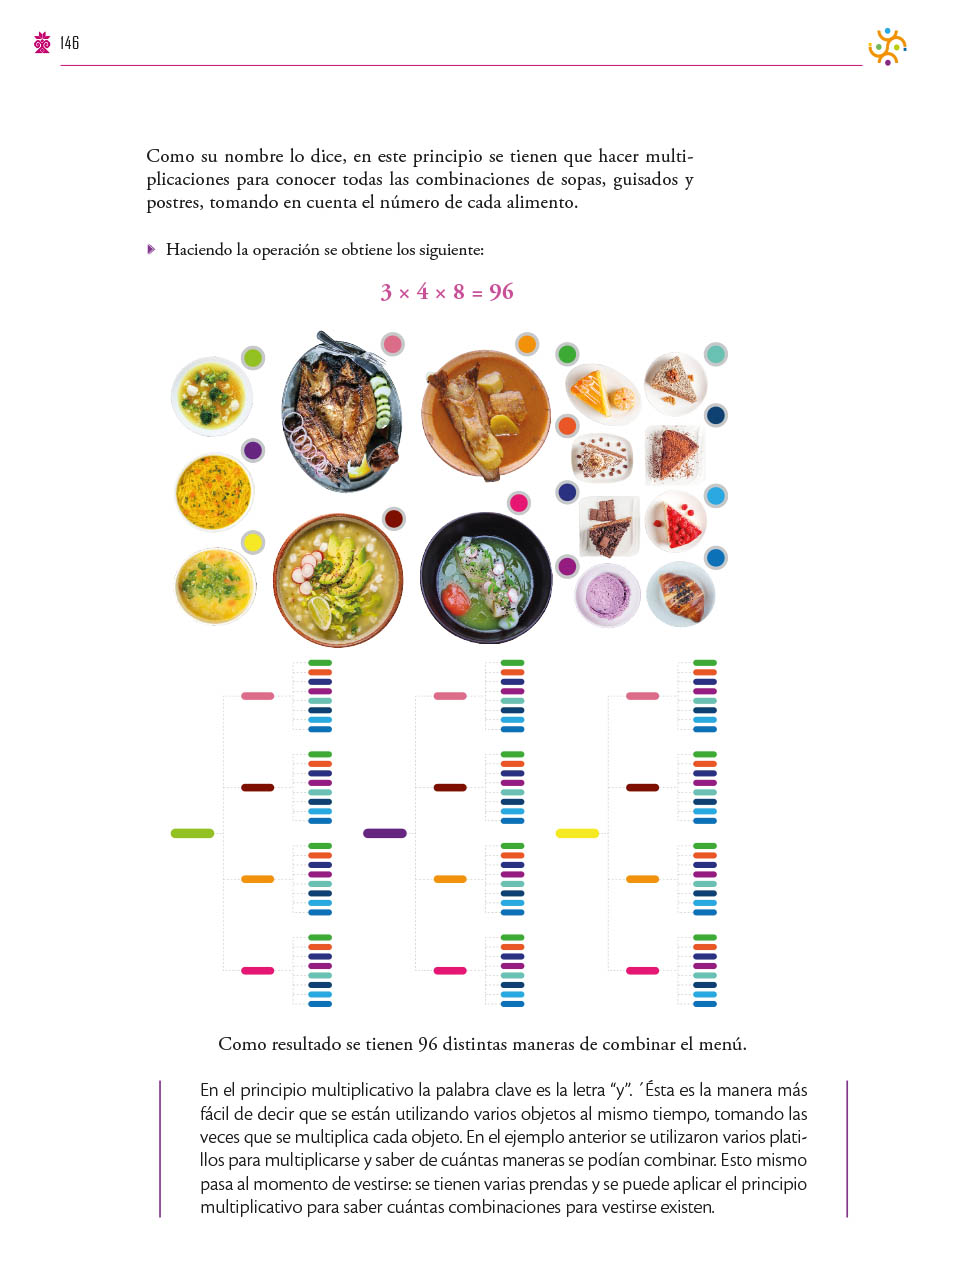 146
Como su nombre lo dice, en este principio se tienen que hacer multi-
plicaciones para conocer todas las combinaciones de sopas, guisados y
postres, tomando en cuenta el número de cada alimento.
Haciendo la operación se obtiene los siguiente:
3 × 4 × 8 = 96
Como resultado se tienen 96 distintas maneras de combinar el menú.
En el principio multiplicativo la palabra clave es la letra “y”. ´Ésta es la manera más
fácil de decir que se están utilizando varios objetos al mismo tiempo, tomando las
veces que se multiplica cada objeto. En el ejemplo anterior se utilizaron varios plati-
llos para multiplicarse y saber de cuántas maneras se podían combinar. Esto mismo
pasa al momento de vestirse: se tienen varias prendas y se puede aplicar el principio
multiplicativo para saber cuántas combinaciones para vestirse existen.